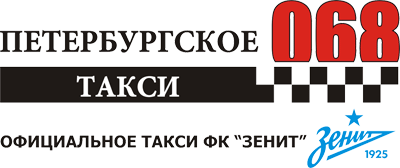 ПЕТЕРБУРГСКОЕ 068
ТАКСИ
ОФИЦИАЛЬНОЕ ТАКСИ ФК “ЗЕНИТ”
Зенит
1925